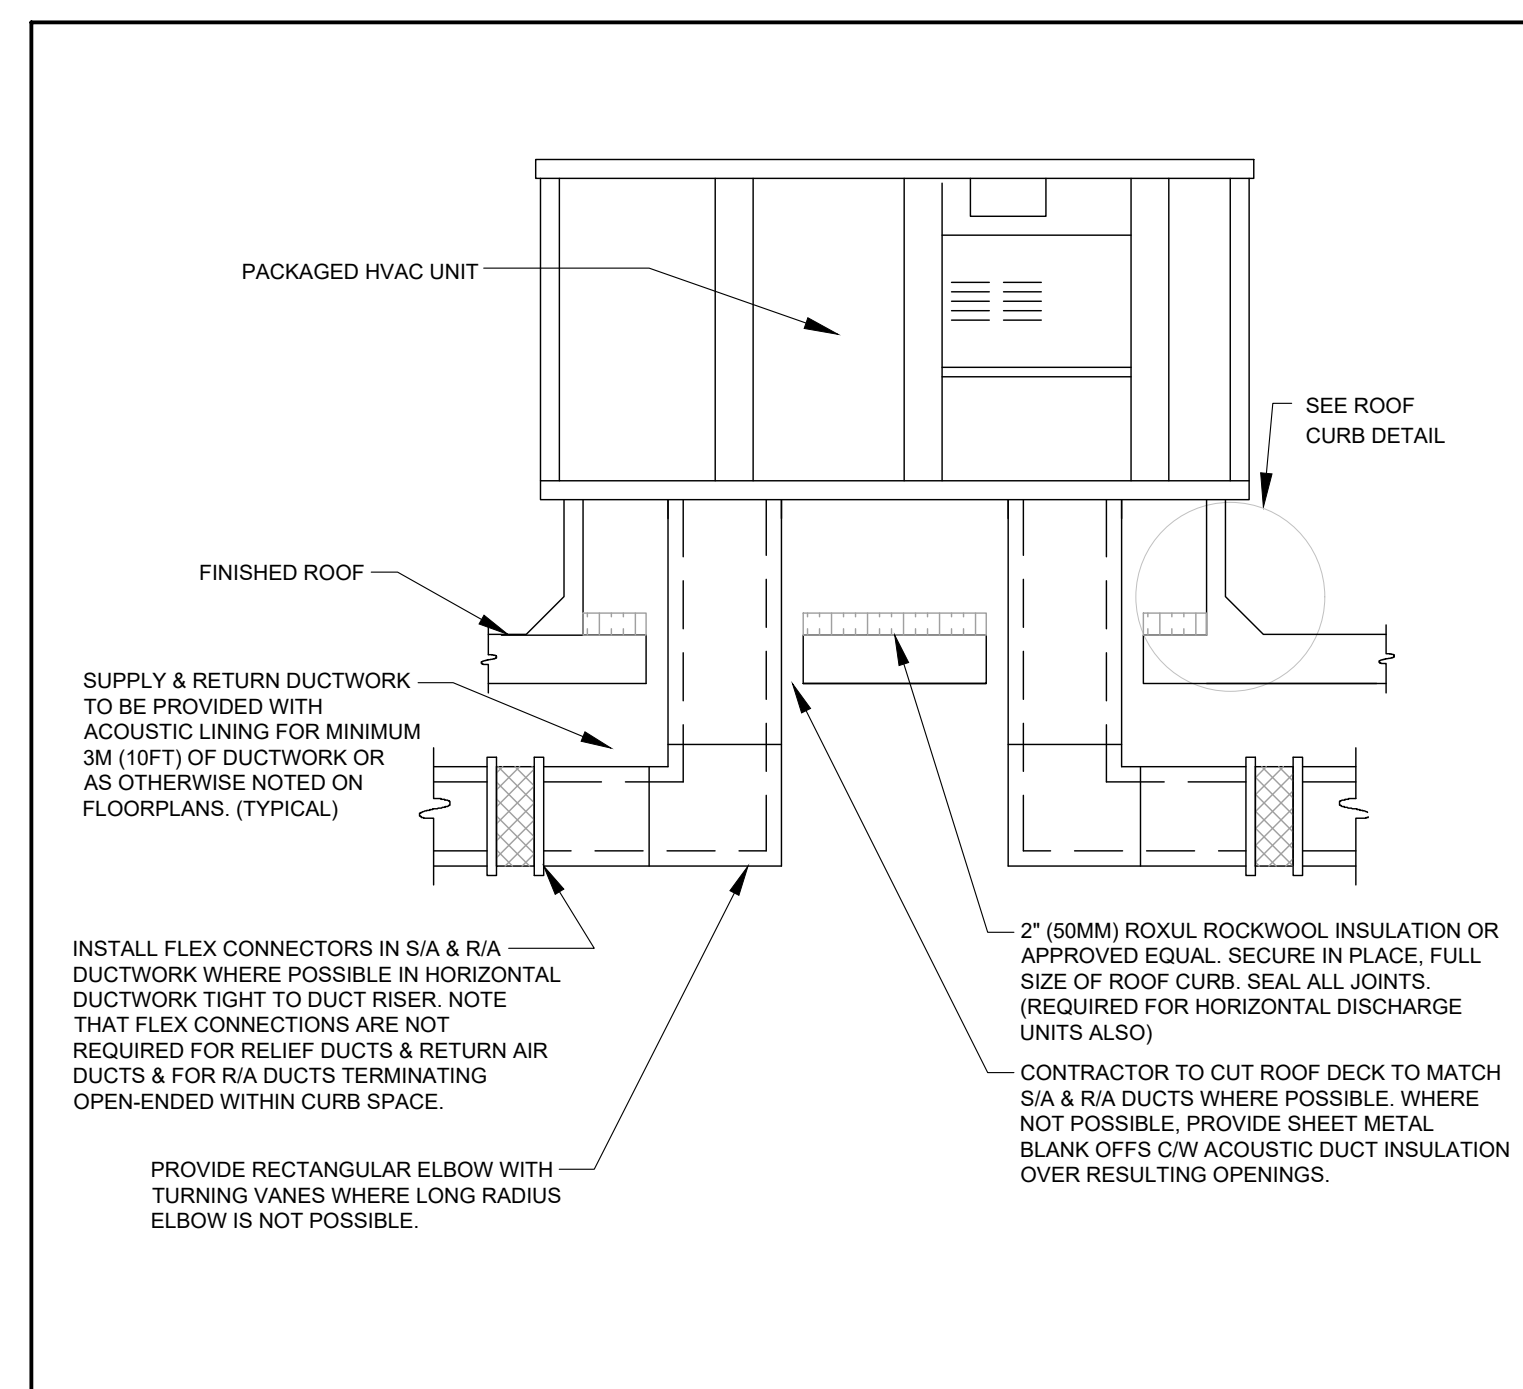 PACKAGED HVAC UNIT
SEE ROOF
CURB DETAIL
FINISHED ROOF
SUPPLY & RETURN DUCTWORK
TO BE PROVIDED WITH
ACOUSTIC LINING FOR MINIMUM
3M (10FT) OF DUCTWORK OR
AS OTHERWISE NOTED ON
FLOORPLANS. (TYPICAL)
INSTALL FLEX CONNECTORS IN S/A & R/A
DUCTWORK WHERE POSSIBLE IN HORIZONTAL
DUCTWORK TIGHT TO DUCT RISER. NOTE
THAT FLEX CONNECTIONS ARE NOT
REQUIRED FOR RELIEF DUCTS & RETURN AIR
DUCTS & FOR R/A DUCTS TERMINATING
OPEN-ENDED WITHIN CURB SPACE.
PROVIDE RECTANGULAR ELBOW WITH
TURNING VANES WHERE LONG RADIUS
ELBOW IS NOT POSSIBLE.
2" (50MM) ROXUL ROCKWOOL INSULATION OR
APPROVED EQUAL. SECURE IN PLACE, FULL
SIZE OF ROOF CURB. SEAL ALL JOINTS.
(REQUIRED FOR HORIZONTAL DISCHARGE
UNITS ALSO)
CONTRACTOR TO CUT ROOF DECK TO MATCH
S/A & R/A DUCTS WHERE POSSIBLE. WHERE
NOT POSSIBLE, PROVIDE SHEET METAL
BLANK OFFS C/W ACOUSTIC DUCT INSULATION
OVER RESULTING OPENINGS.